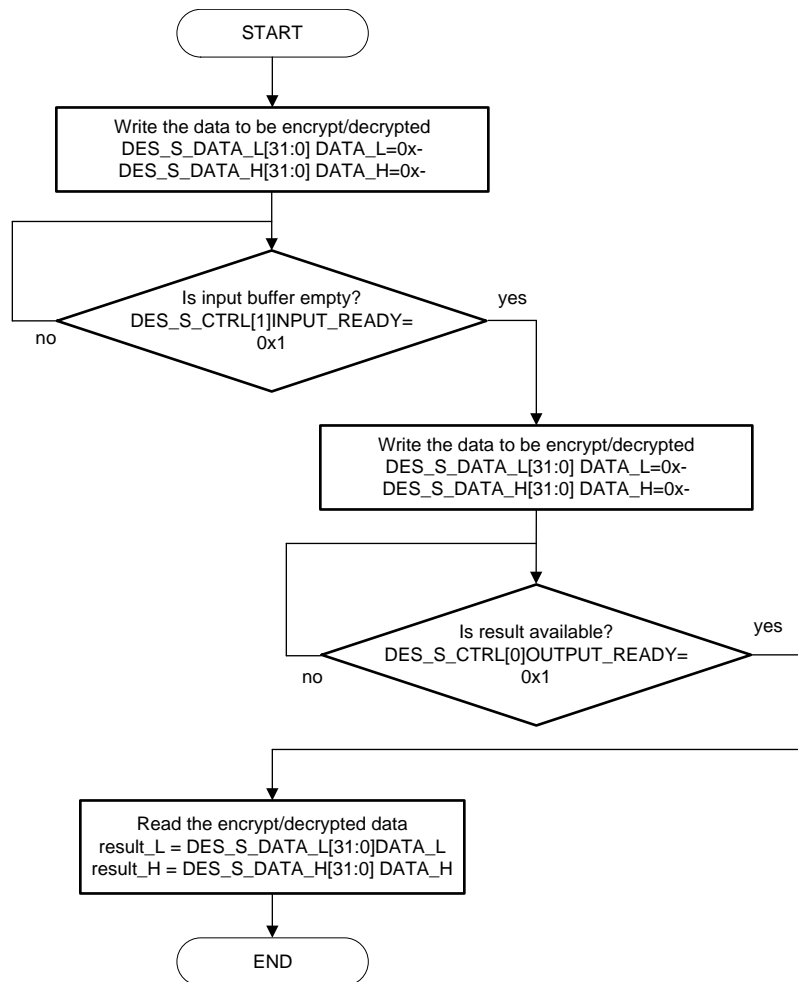 START
Write the data to be encrypt/decrypted
DES_S_DATA_L[31:0] DATA_L=0x-
DES_S_DATA_H[31:0] DATA_H=0x-
Is input buffer empty?
DES_S_CTRL[1]INPUT_READY=
0x1
yes
no
Write the data to be encrypt/decrypted
DES_S_DATA_L[31:0] DATA_L=0x-
DES_S_DATA_H[31:0] DATA_H=0x-
Is result available?
DES_S_CTRL[0]OUTPUT_READY=
0x1
yes
no
Read the encrypt/decrypted data
result_L = DES_S_DATA_L[31:0]DATA_L
result_H = DES_S_DATA_H[31:0] DATA_H
END